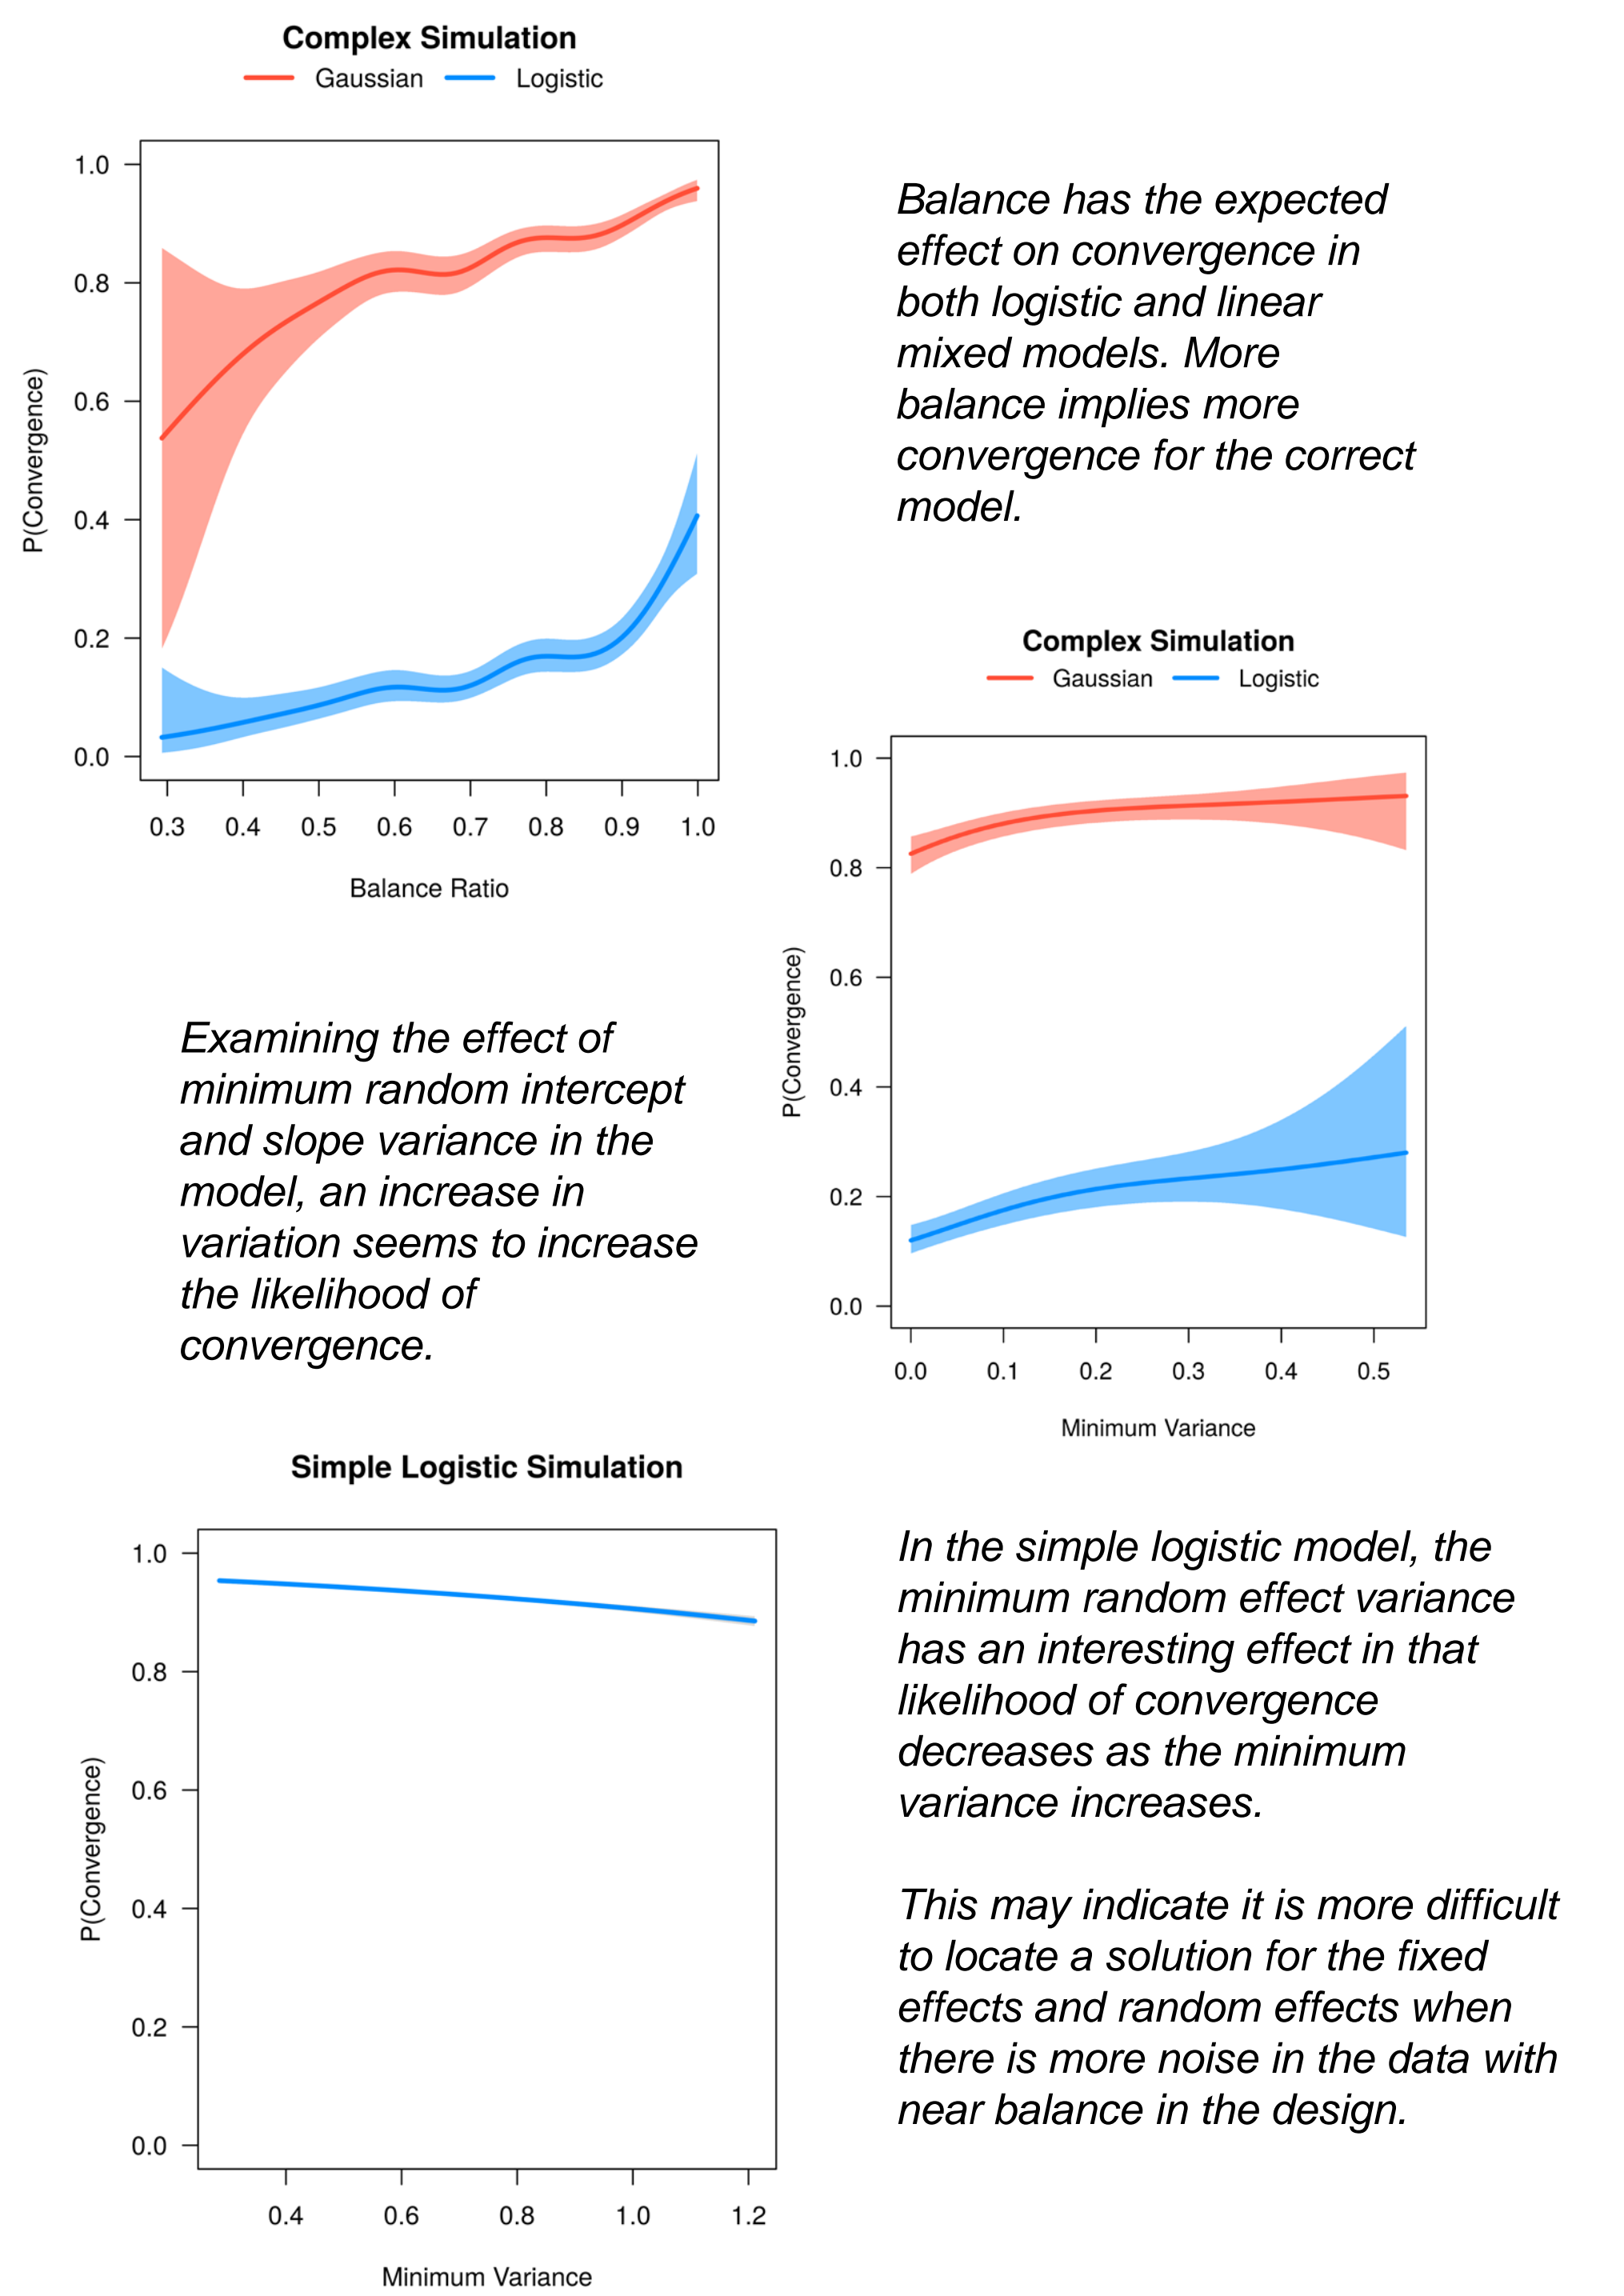 Complex Simulation
Gaussian Logistic
1.0
0.8
0.6
0.4
0.2
0.0
P(Convergence)
0.3 0.4 0.5 0.6 0.7 0.8 0.9 1.0
Balance Ratio
Balance has the expected
effect on convergence in
both logistic and linear
mixed models. More
balance implies more
convergence for the correct
model.
Complex Simulation
Gaussian Logistic
1.0
0.8
0.6
0.4
0.2
0.0
P(Convergence)
0.0 0.1 0.2 0.3 0.4 0.5
Minimum Variance
Examining the effect of
minimum random intercept
and slope variance in the
model, an increase in
variation seems to increase
the likelihood of
convergence.
Simple Logistic Simulation
1.0
0.8
0.6
0.4
0.2
0.0
P(Convergence)
0.4 0.6 0.8 1.0 1.2
Minimum Variance
In the simple logistic model, the
minimum random effect variance
has an interesting effect in that
likelihood of convergence
decreases as the minimum
variance increases.
This may indicate it is more difficult
to locate a solution for the fixed
effects and random effects when
there is more noise in the data with
near balance in the design.